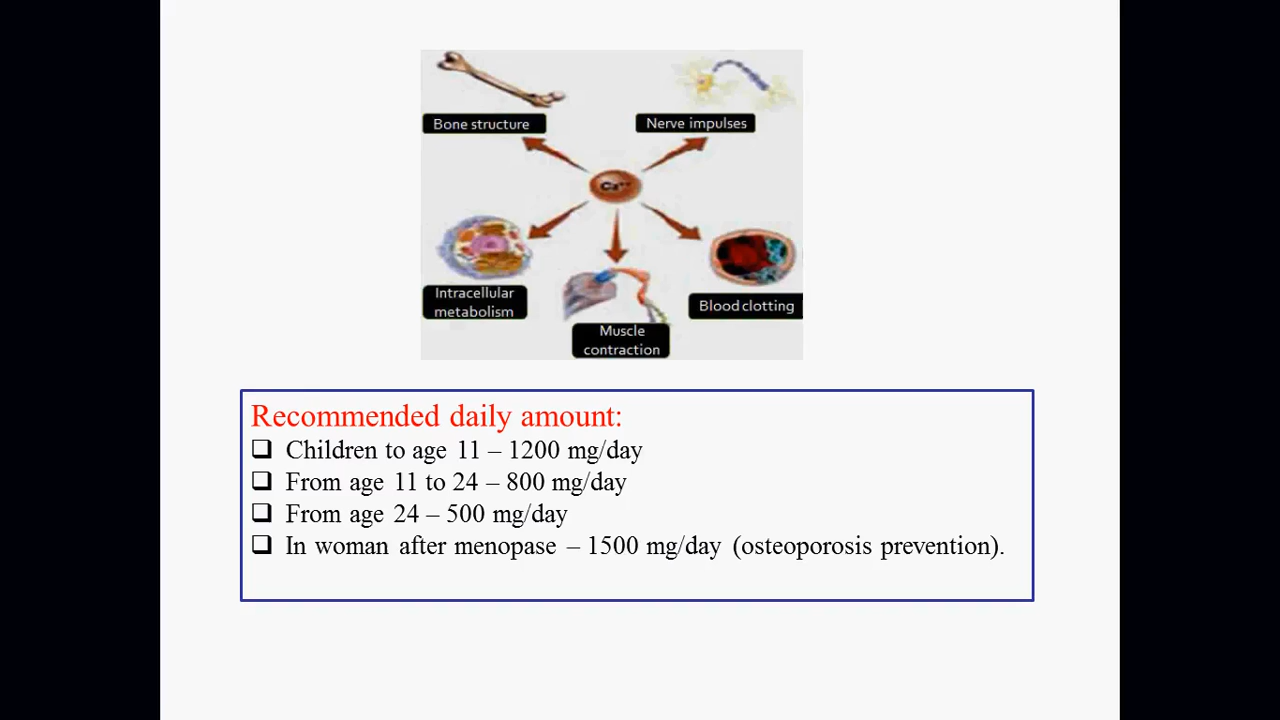 Bone structure
Nerve impulses
Ca++
Intracellular
metabolism
Muscle
contraction
Blood clotting
Recommended daily amount:
❑ Children to age 11 – 1200 mg/day
❑ From age 11 to 24 – 800 mg/day
❑ From age 24 – 500 mg/day
❑ In woman after menopase – 1500 mg/day (osteoporosis prevention).